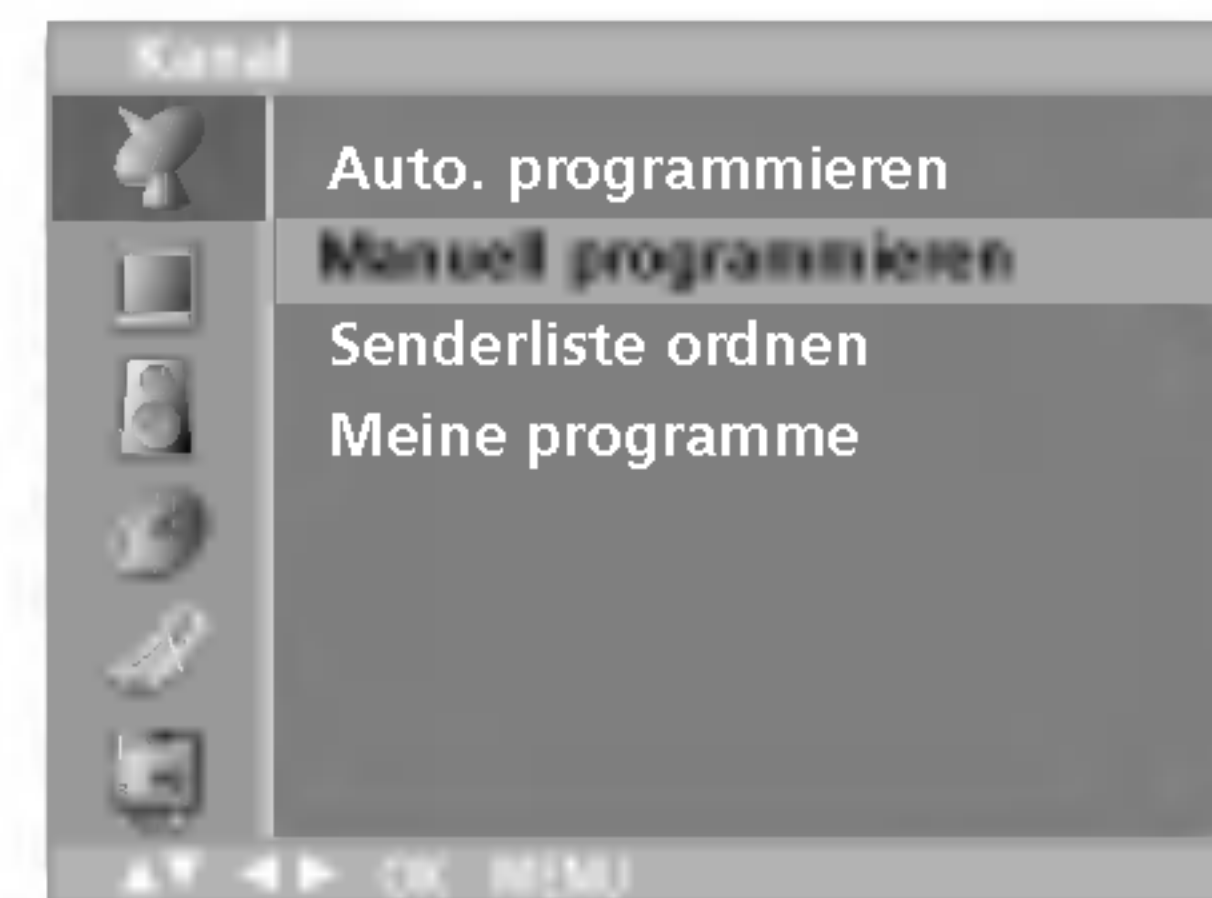 Kanal
Auto. programmieren
Manuell programmieren
Senderliste ordnen
Meine programme
▲▼ ◀ ▶ OK MENU